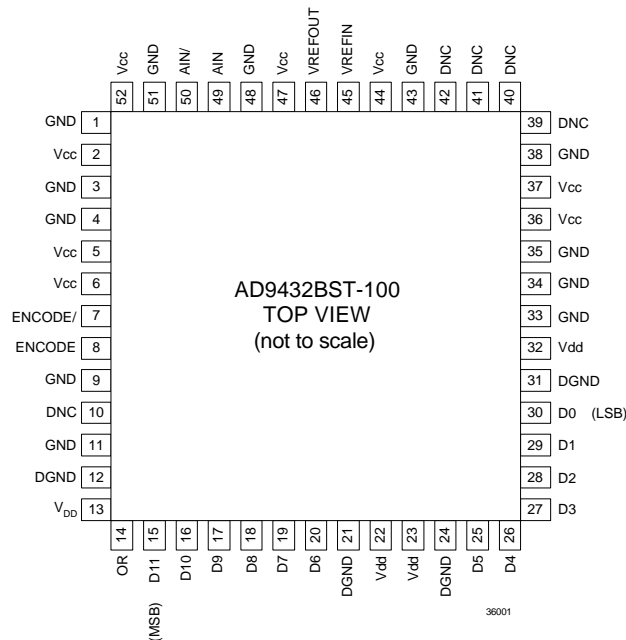 Vcc
GND
AIN/
AIN
GND
Vcc
VREFOUT
VREFIN
Vcc
GND
DNC
DNC
DNC
52 51 50 49 48 47 46 45 44 43 42 41 40
GND 1
Vcc 2
GND 3
GND 4
Vcc 5
Vcc 6
ENCODE/ 7
ENCODE 8
GND 9
DNC 10
GND 11
DGND 12
VDD 13
AD9432BST-100
TOP VIEW
(not to scale)
39 DNC
38 GND
37 Vcc
36 Vcc
35 GND
34 GND
33 GND
32 Vdd
31 DGND
30 D0 (LSB)
29 D1
28 D2
27 D3
14 15 16 17 18 19 20 21 22 23 24 25 26
OR
D11
(MSB)
D10
D9
D8
D7
D6
DGND
Vdd
Vdd
DGND
D5
D4
36001